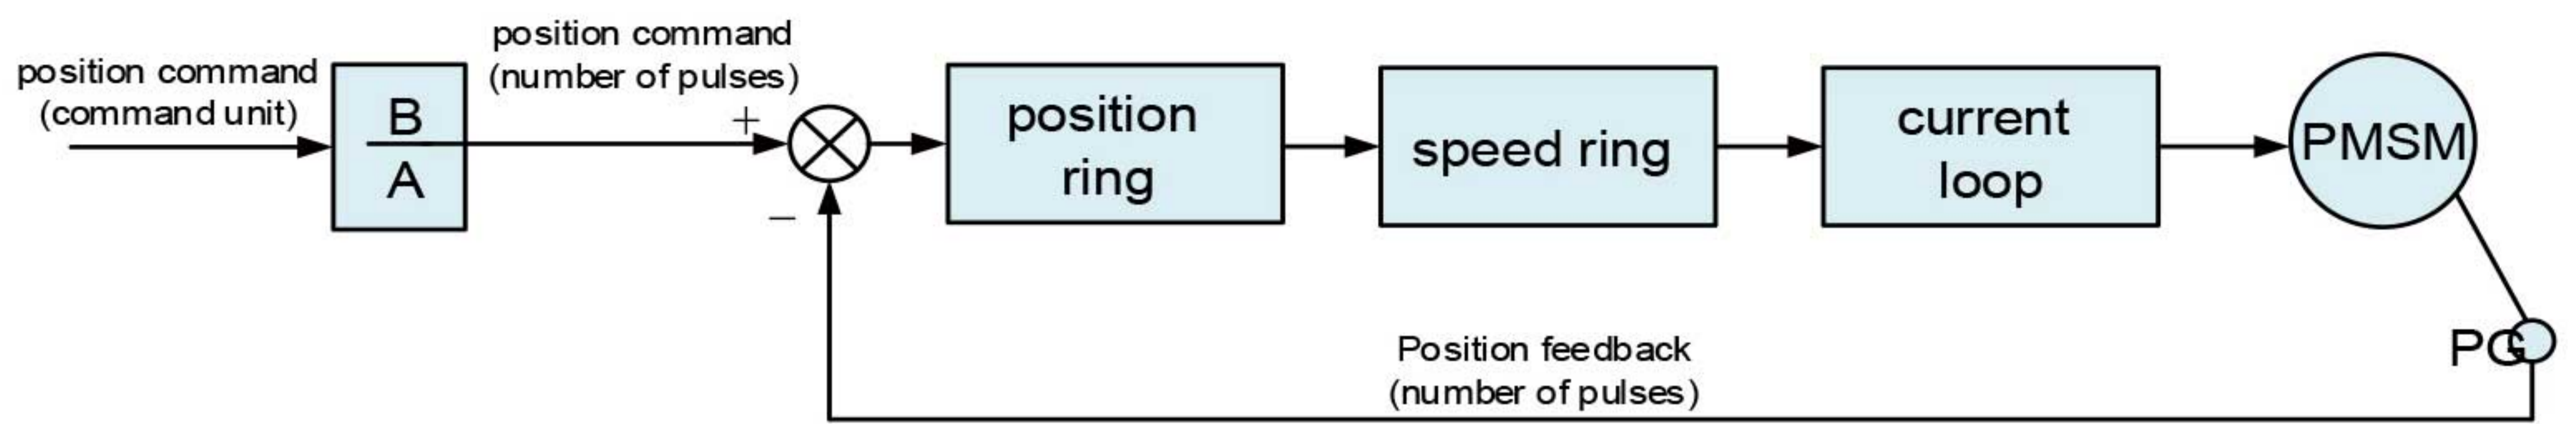 position command
(command unit)
B
A
position command
(number of pulses)
+
−
position
ring
speed ring
current
loop
PMSM
PG
Position feedback
(number of pulses)